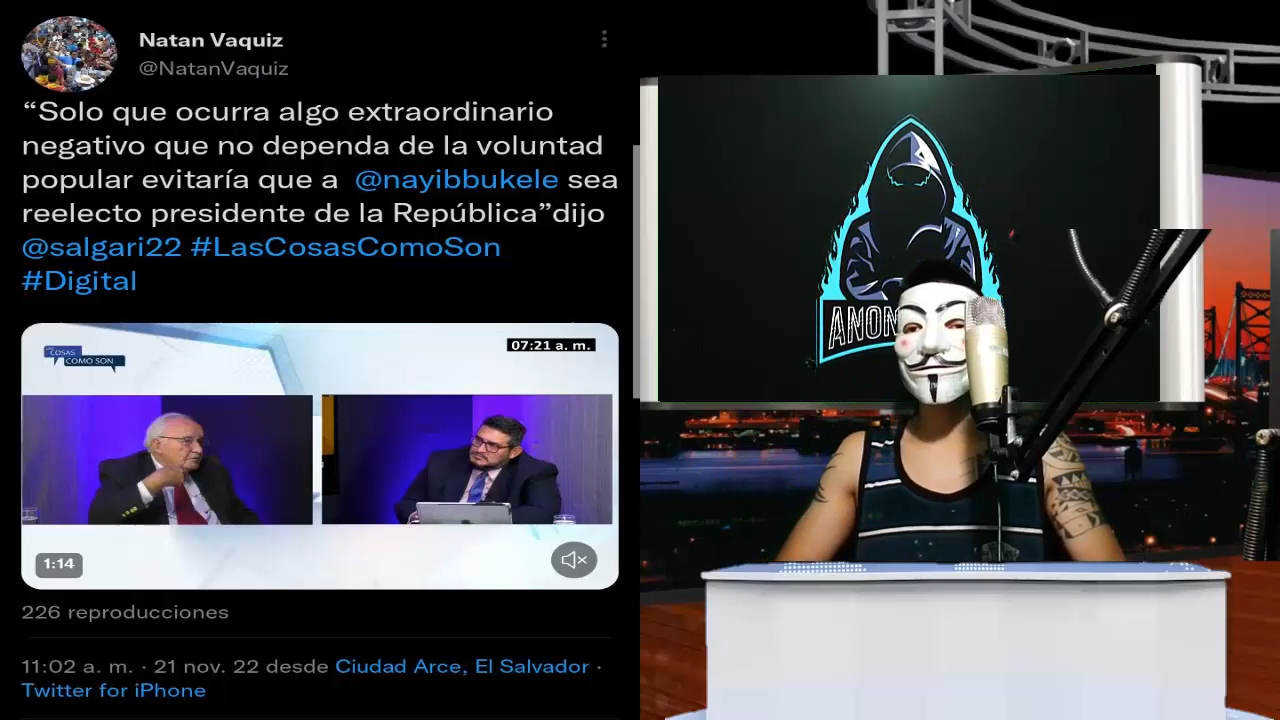 Natan Vaquiz
@NatanVaquiz
“Solo que ocurra algo extraordinario
negativo que no dependa de la voluntad
popular evitaría que a @nayibbukele sea
reelecto presidente de la República”dijo
@salgari22 #LasCosasComoSon
#Digital
COSAS
COMO SON
07:21 a. m.
1:14
226 reproducciones
11:02 a. m. · 21 nov. 22 desde Ciudad Arce, El Salvador ·
Twitter for iPhone
ANON